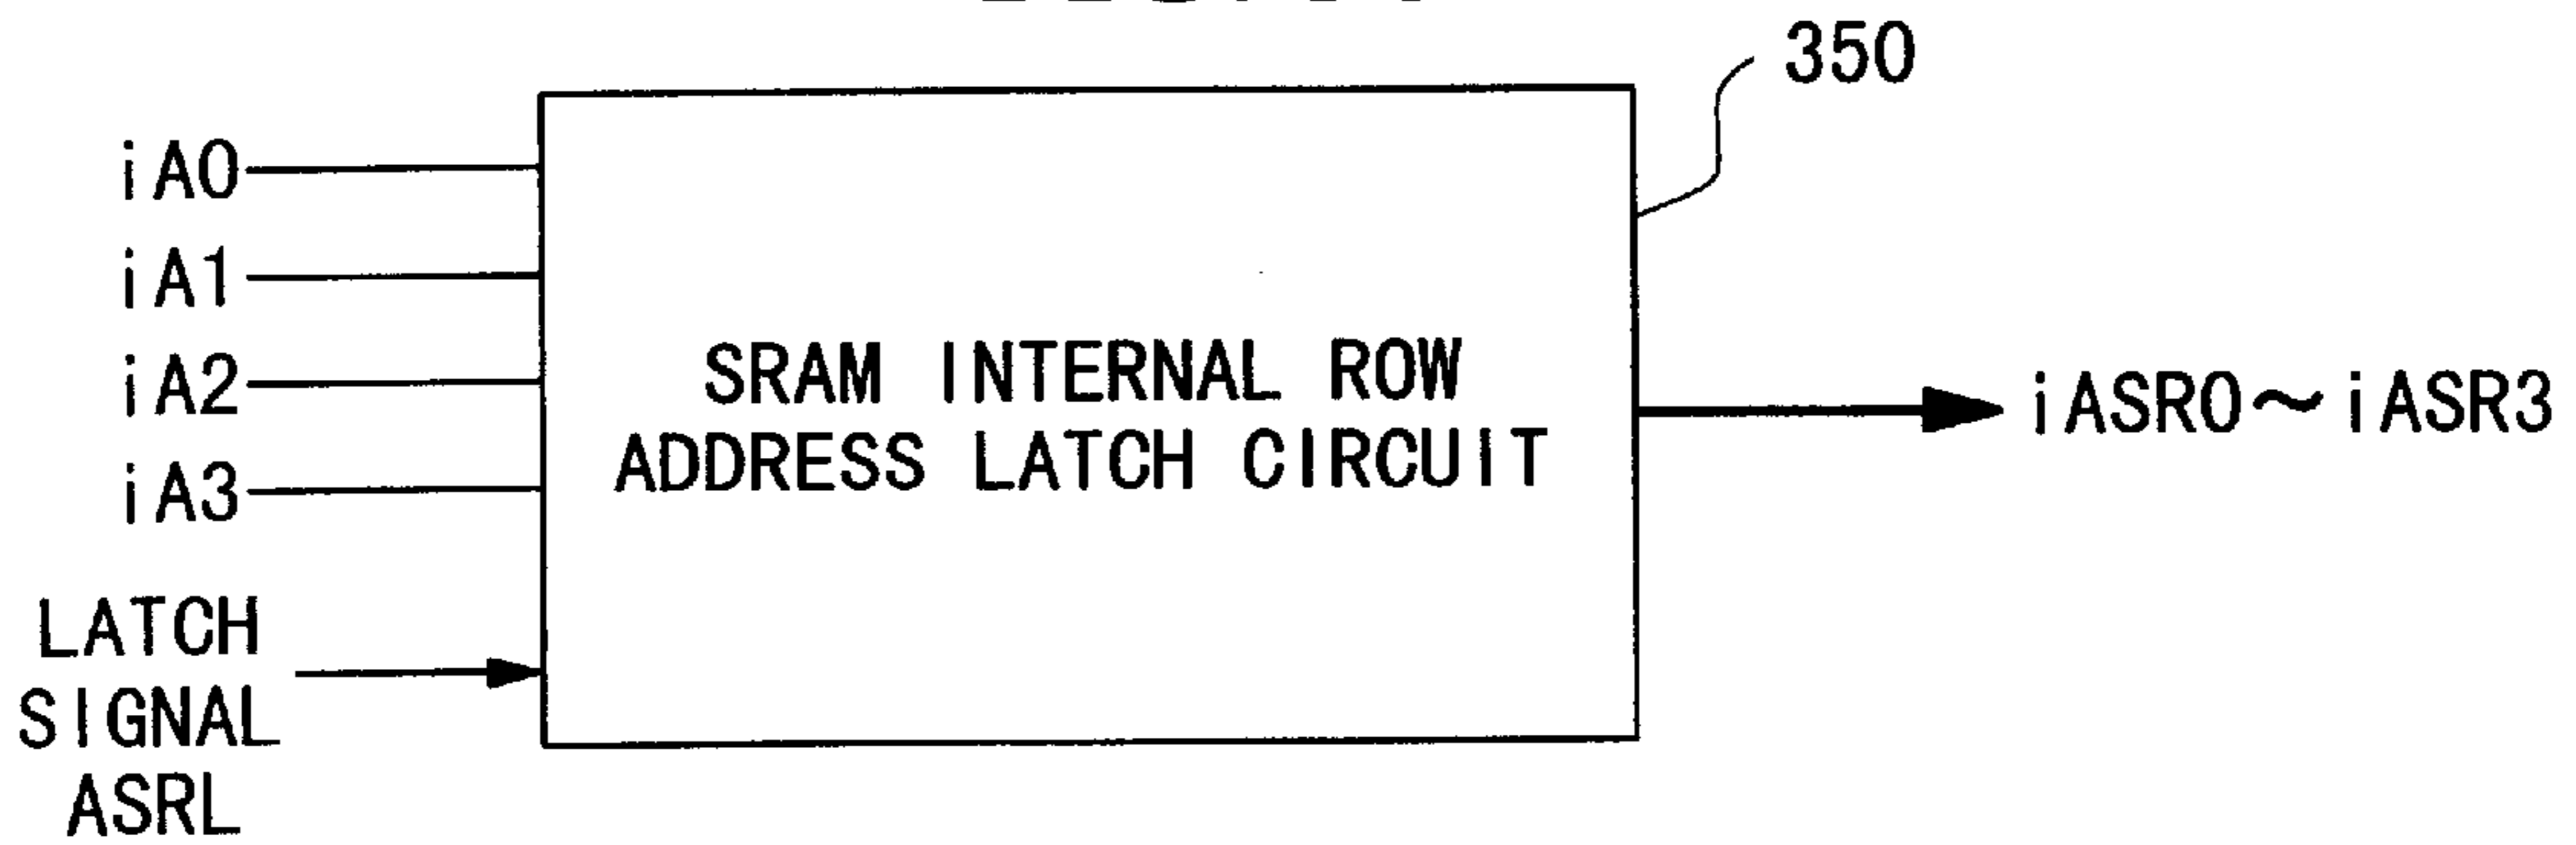 350
iA0
iA1
iA2
iA3
SRAM INTERNAL ROW
ADDRESS LATCH CIRCUIT
iASR0～iASR3
LATCH
SIGNAL
ASRL